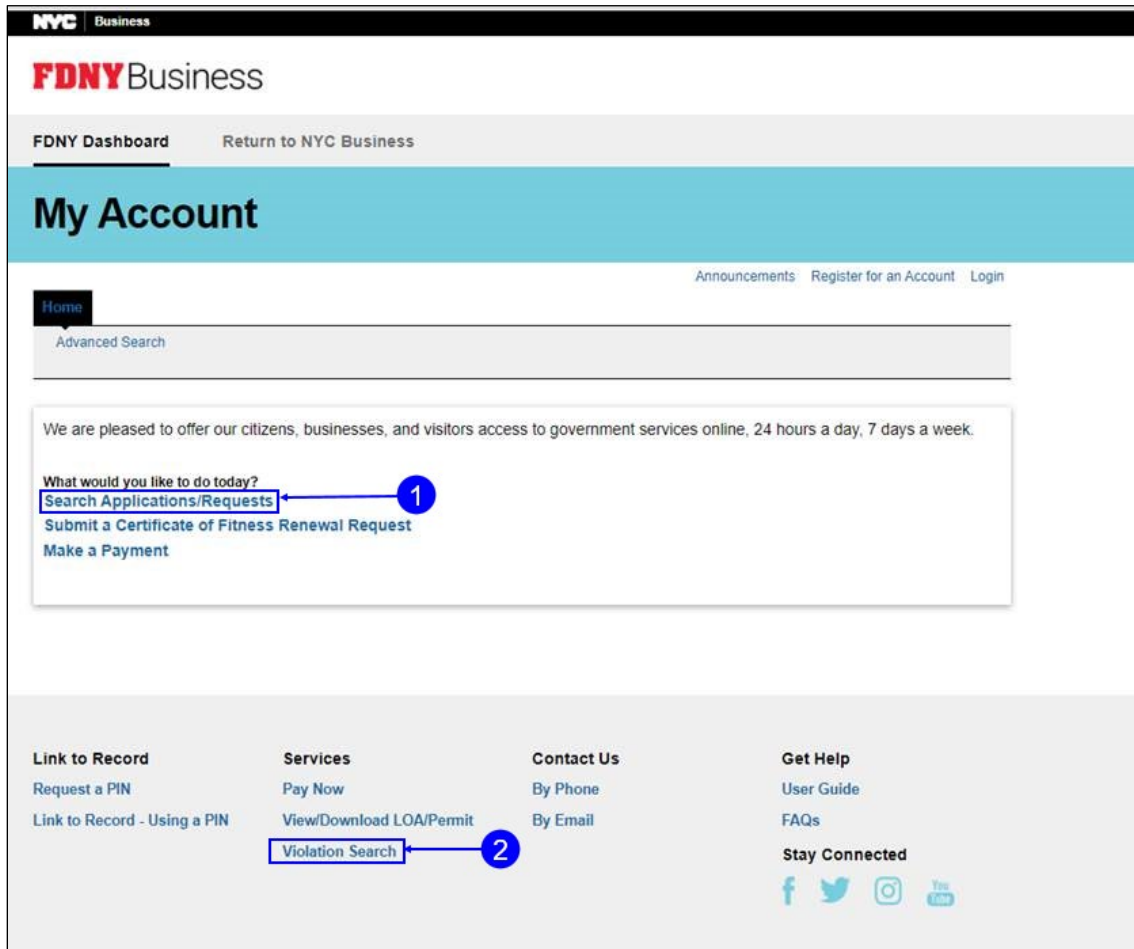 NYC Business
FDNY Business
FDNY Dashboard Return to NYC Business
My Account
Announcements Register for an Account Login
Home
Advanced Search
We are pleased to offer our citizens, businesses, and visitors access to government services online, 24 hours a day, 7 days a week.
What would you like to do today?
Search Applications/Requests 1
Submit a Certificate of Fitness Renewal Request
Make a Payment
Link to Record Services Contact Us Get Help
Request a PIN Pay Now By Phone User Guide
Link to Record - Using a PIN View/Download LOA/Permit By Email FAQs
Violation Search 2 Stay Connected
You Tube